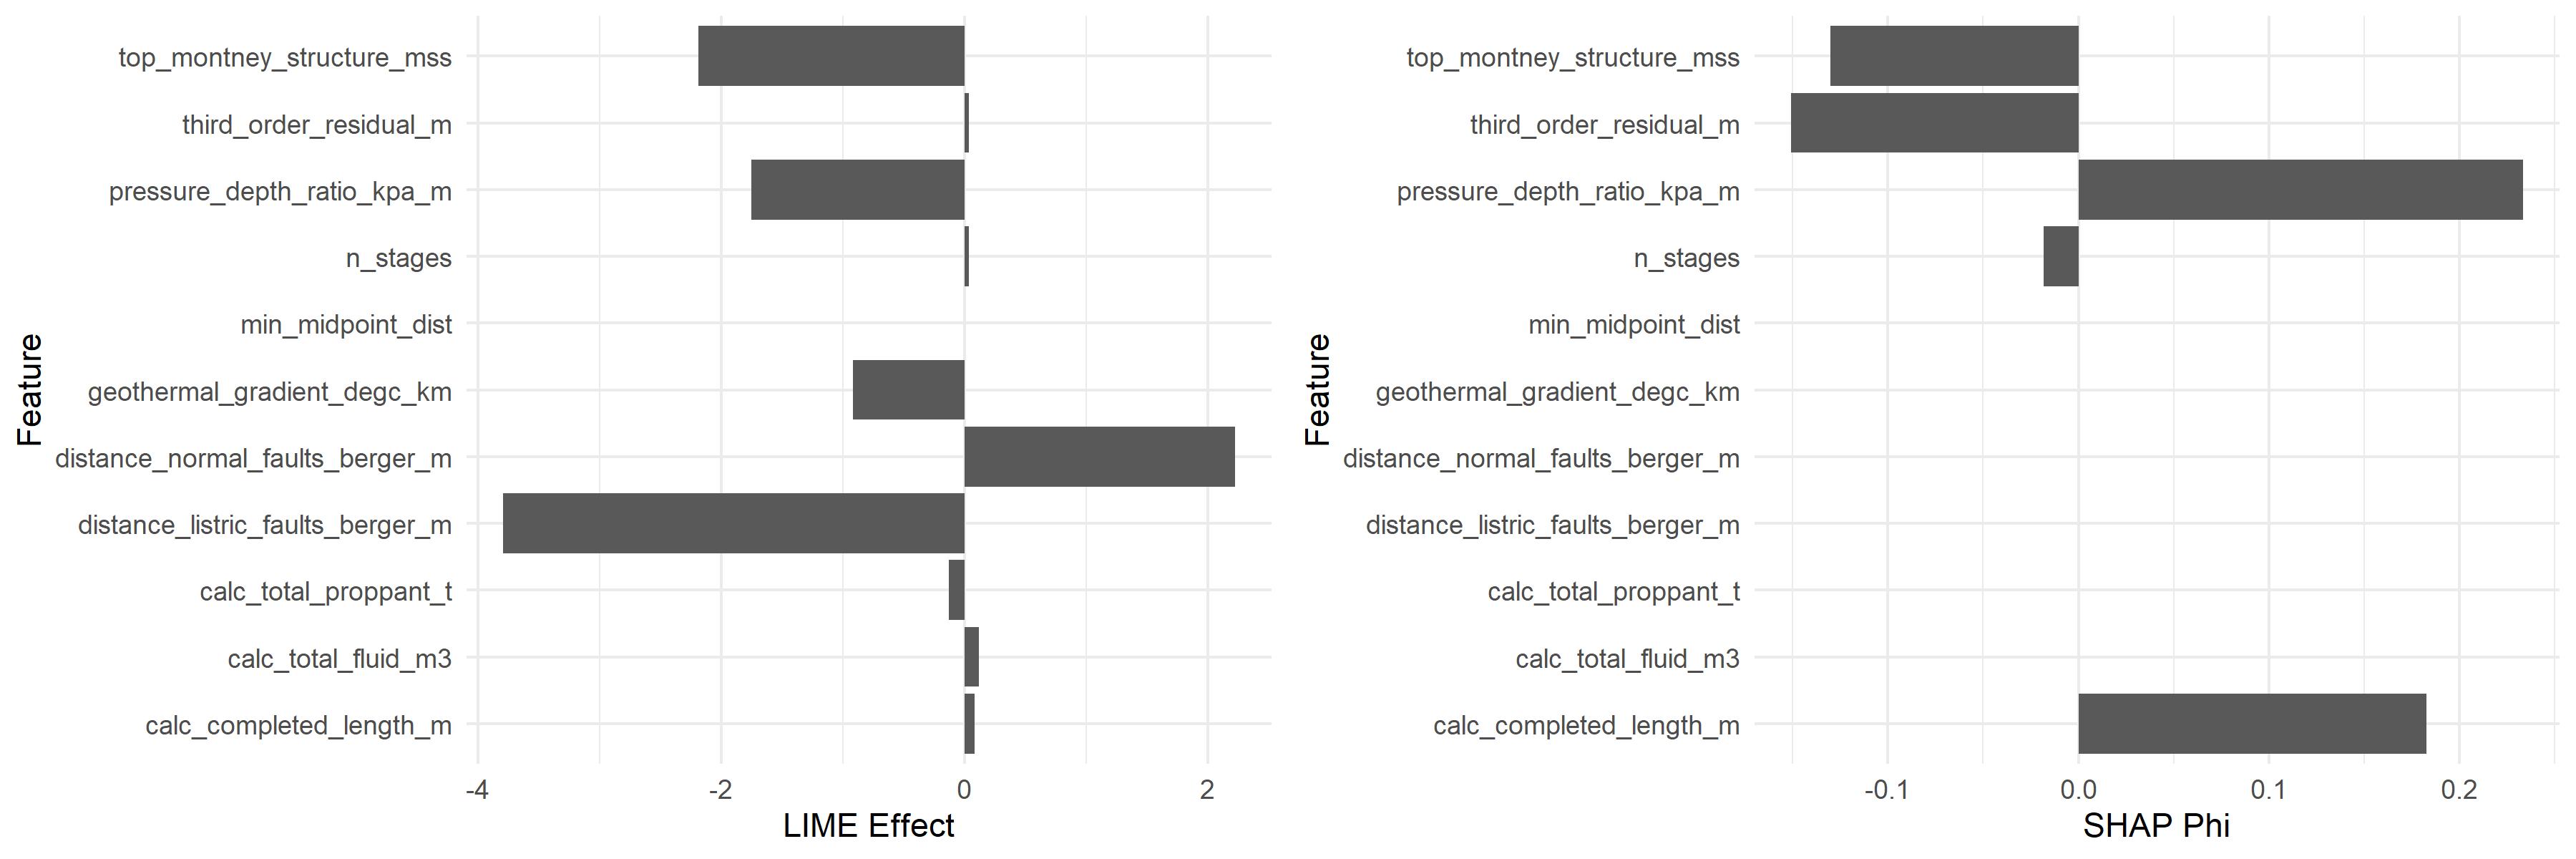 Feature
top_montney_structure_mss
third_order_residual_m
pressure_depth_ratio_kpa_m
n_stages
min_midpoint_dist
geothermal_gradient_degc_km
distance_normal_faults_berger_m
distance_listric_faults_berger_m
calc_total_proppant_t
calc_total_fluid_m3
calc_completed_length_m
-4 -2 0 2
LIME Effect
Feature
top_montney_structure_mss
third_order_residual_m
pressure_depth_ratio_kpa_m
n_stages
min_midpoint_dist
geothermal_gradient_degc_km
distance_normal_faults_berger_m
distance_listric_faults_berger_m
calc_total_proppant_t
calc_total_fluid_m3
calc_completed_length_m
-0.1 0.0 0.1 0.2
SHAP Phi